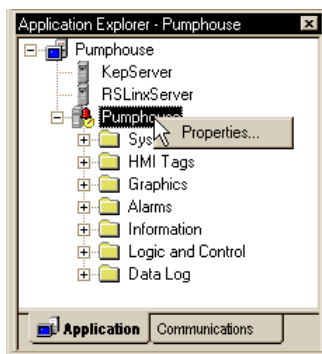 Application Explorer - Pumphouse
Pumphouse
KepServer
RSLinxServer
Properties...
HMI Tags
Graphics
Alarms
Information
Logic and Control
Data Log
Application
Communications